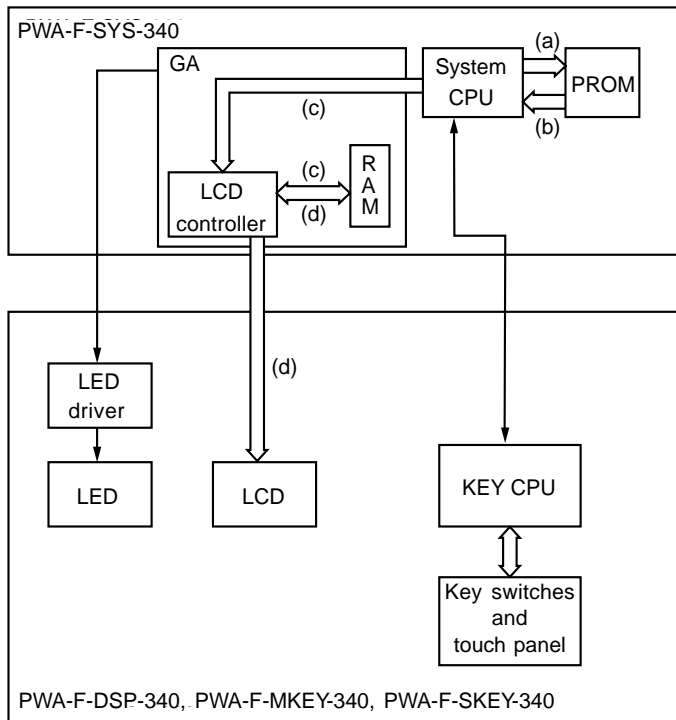 PWA-F-SYS-340
GA
System
CPU
(a)
PROM
(b)
(c)
LCD
controller
(c)
(d)
R
A
M
(d)
LED
driver
LED
LCD
KEY CPU
Key switches
and
touch panel
PWA-F-DSP-340, PWA-F-MKEY-340, PWA-F-SKEY-340